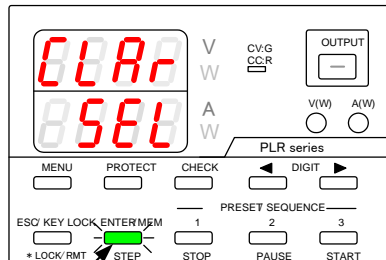 CLAr
V
W
SEL
A
W
CV:G
CC:R
OUTPUT
V(W) A(W)
PLR series
MENU PROTECT CHECK ◀ DIGIT ▶
PRESET/ SEQUENCE
ESC/ KEY LOCK ENTER/MEM 1 2 3
* LOCK/ RMT STEP STOP PAUSE START